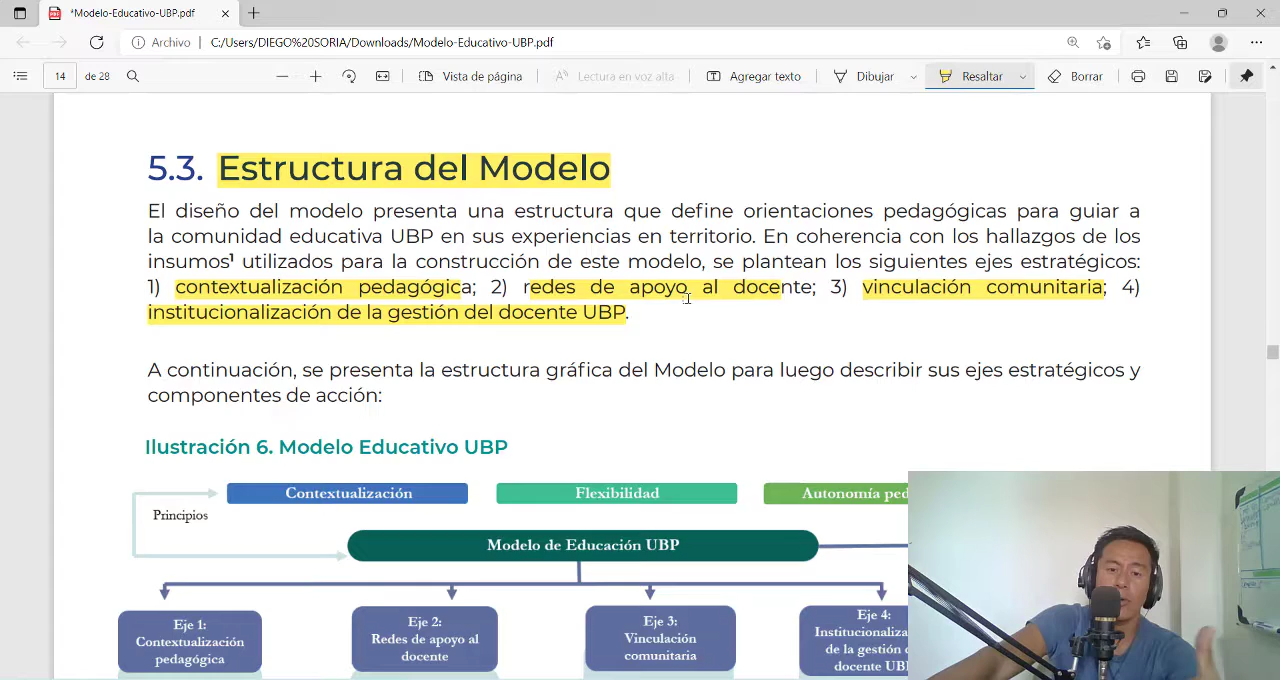 *Modelo-Educativo-UBP.pdf
Archivo C:/Users/DIEGO%20SORIA/Downloads/Modelo-Educativo-UBP.pdf
14 de 28 Vista de página Lectura en voz alta Agregar texto Dibujar Resaltar Borrar
5.3. Estructura del Modelo
El diseño del modelo presenta una estructura que define orientaciones pedagógicas para guiar a
la comunidad educativa UBP en sus experiencias en territorio. En coherencia con los hallazgos de los
insumos¹ utilizados para la construcción de este modelo, se plantean los siguientes ejes estratégicos:
1) contextualización pedagógica; 2) redes de apoyo al docente; 3) vinculación comunitaria; 4)
institucionalización de la gestión del docente UBP.
A continuación, se presenta la estructura gráfica del Modelo para luego describir sus ejes estratégicos y
componentes de acción:
Ilustración 6. Modelo Educativo UBP
Contextualización Flexibilidad Autonomía
Principios
Modelo de Educación UBP
Eje 1:
Contextualización
pedagógica
Eje 2:
Redes de apoyo al
docente
Eje 3:
Vinculación
comunitaria
Eje 4:
de la gestión
docente